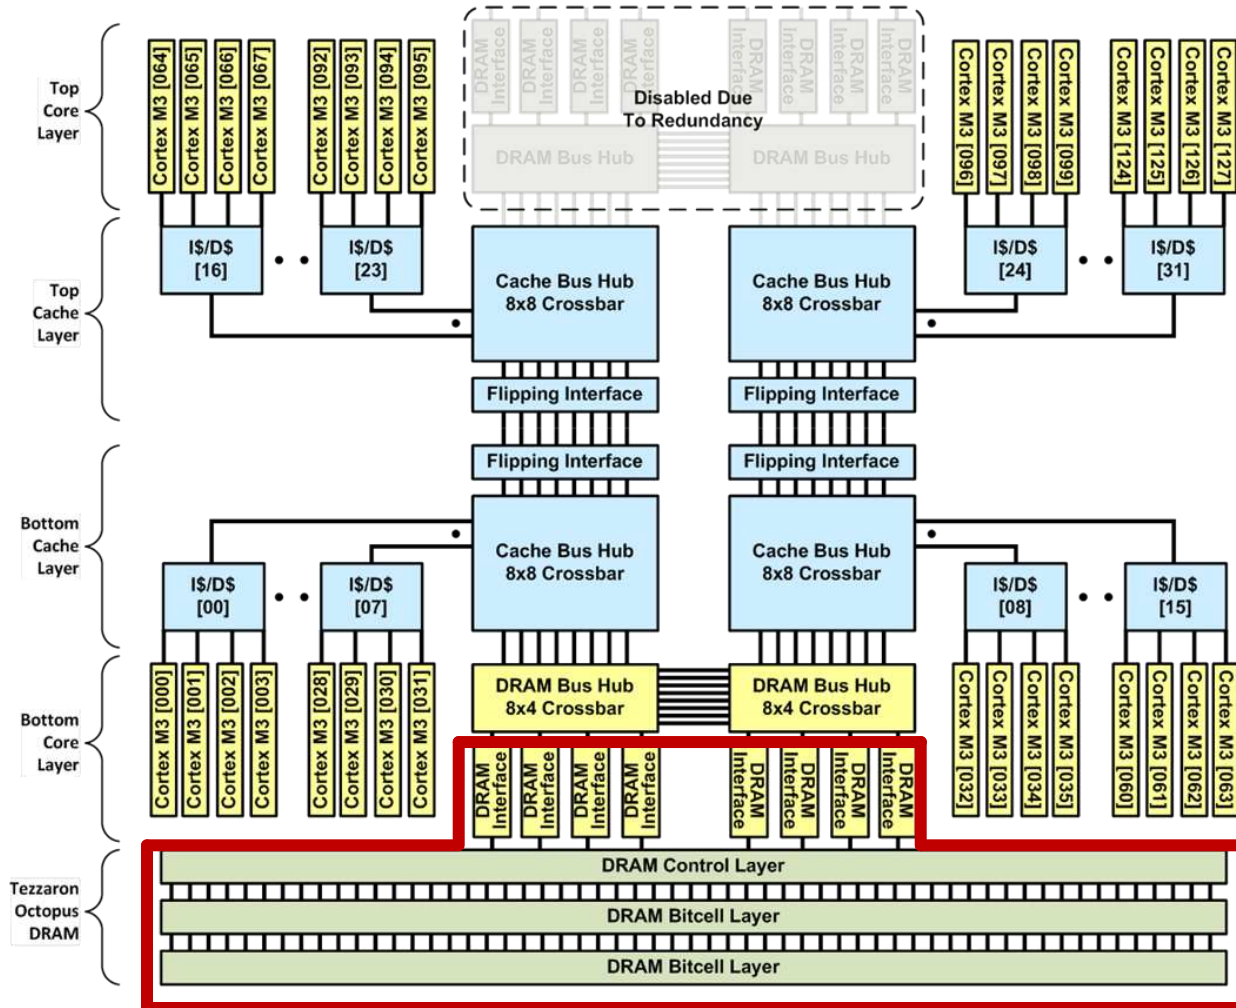 Top
Core
Layer
Cortex M3 [064]
Cortex M3 [065]
Cortex M3 [066]
Cortex M3 [067]
Cortex M3 [092]
Cortex M3 [093]
Cortex M3 [094]
Cortex M3 [095]
DRAM
Interface
DRAM
Interface
DRAM
Interface
DRAM
Interface
DRAM
Interface
DRAM
Interface
DRAM
Interface
DRAM
Interface
Disabled Due
To Redundancy
DRAM Bus Hub
DRAM Bus Hub
Cortex M3 [096]
Cortex M3 [097]
Cortex M3 [098]
Cortex M3 [099]
Cortex M3 [124]
Cortex M3 [125]
Cortex M3 [126]
Cortex M3 [127]
Top
Cache
Layer
I$/D$
[16]
I$/D$
[23]
Cache Bus Hub
8x8 Crossbar
Cache Bus Hub
8x8 Crossbar
I$/D$
[24]
I$/D$
[31]
Flipping Interface
Flipping Interface
Bottom
Cache
Layer
Flipping Interface
Flipping Interface
Cache Bus Hub
8x8 Crossbar
Cache Bus Hub
8x8 Crossbar
I$/D$
[00]
I$/D$
[07]
I$/D$
[08]
I$/D$
[15]
Bottom
Core
Layer
Cortex M3 [000]
Cortex M3 [001]
Cortex M3 [002]
Cortex M3 [003]
Cortex M3 [028]
Cortex M3 [029]
Cortex M3 [030]
Cortex M3 [031]
DRAM Bus Hub
8x4 Crossbar
DRAM Bus Hub
8x4 Crossbar
Cortex M3 [032]
Cortex M3 [033]
Cortex M3 [034]
Cortex M3 [035]
Cortex M3 [060]
Cortex M3 [061]
Cortex M3 [062]
Cortex M3 [063]
DRAM
Interface
DRAM
Interface
DRAM
Interface
DRAM
Interface
DRAM
Interface
DRAM
Interface
DRAM
Interface
DRAM
Interface
Tezzaron
Octopus
DRAM
DRAM Control Layer
DRAM Bitcell Layer
DRAM Bitcell Layer